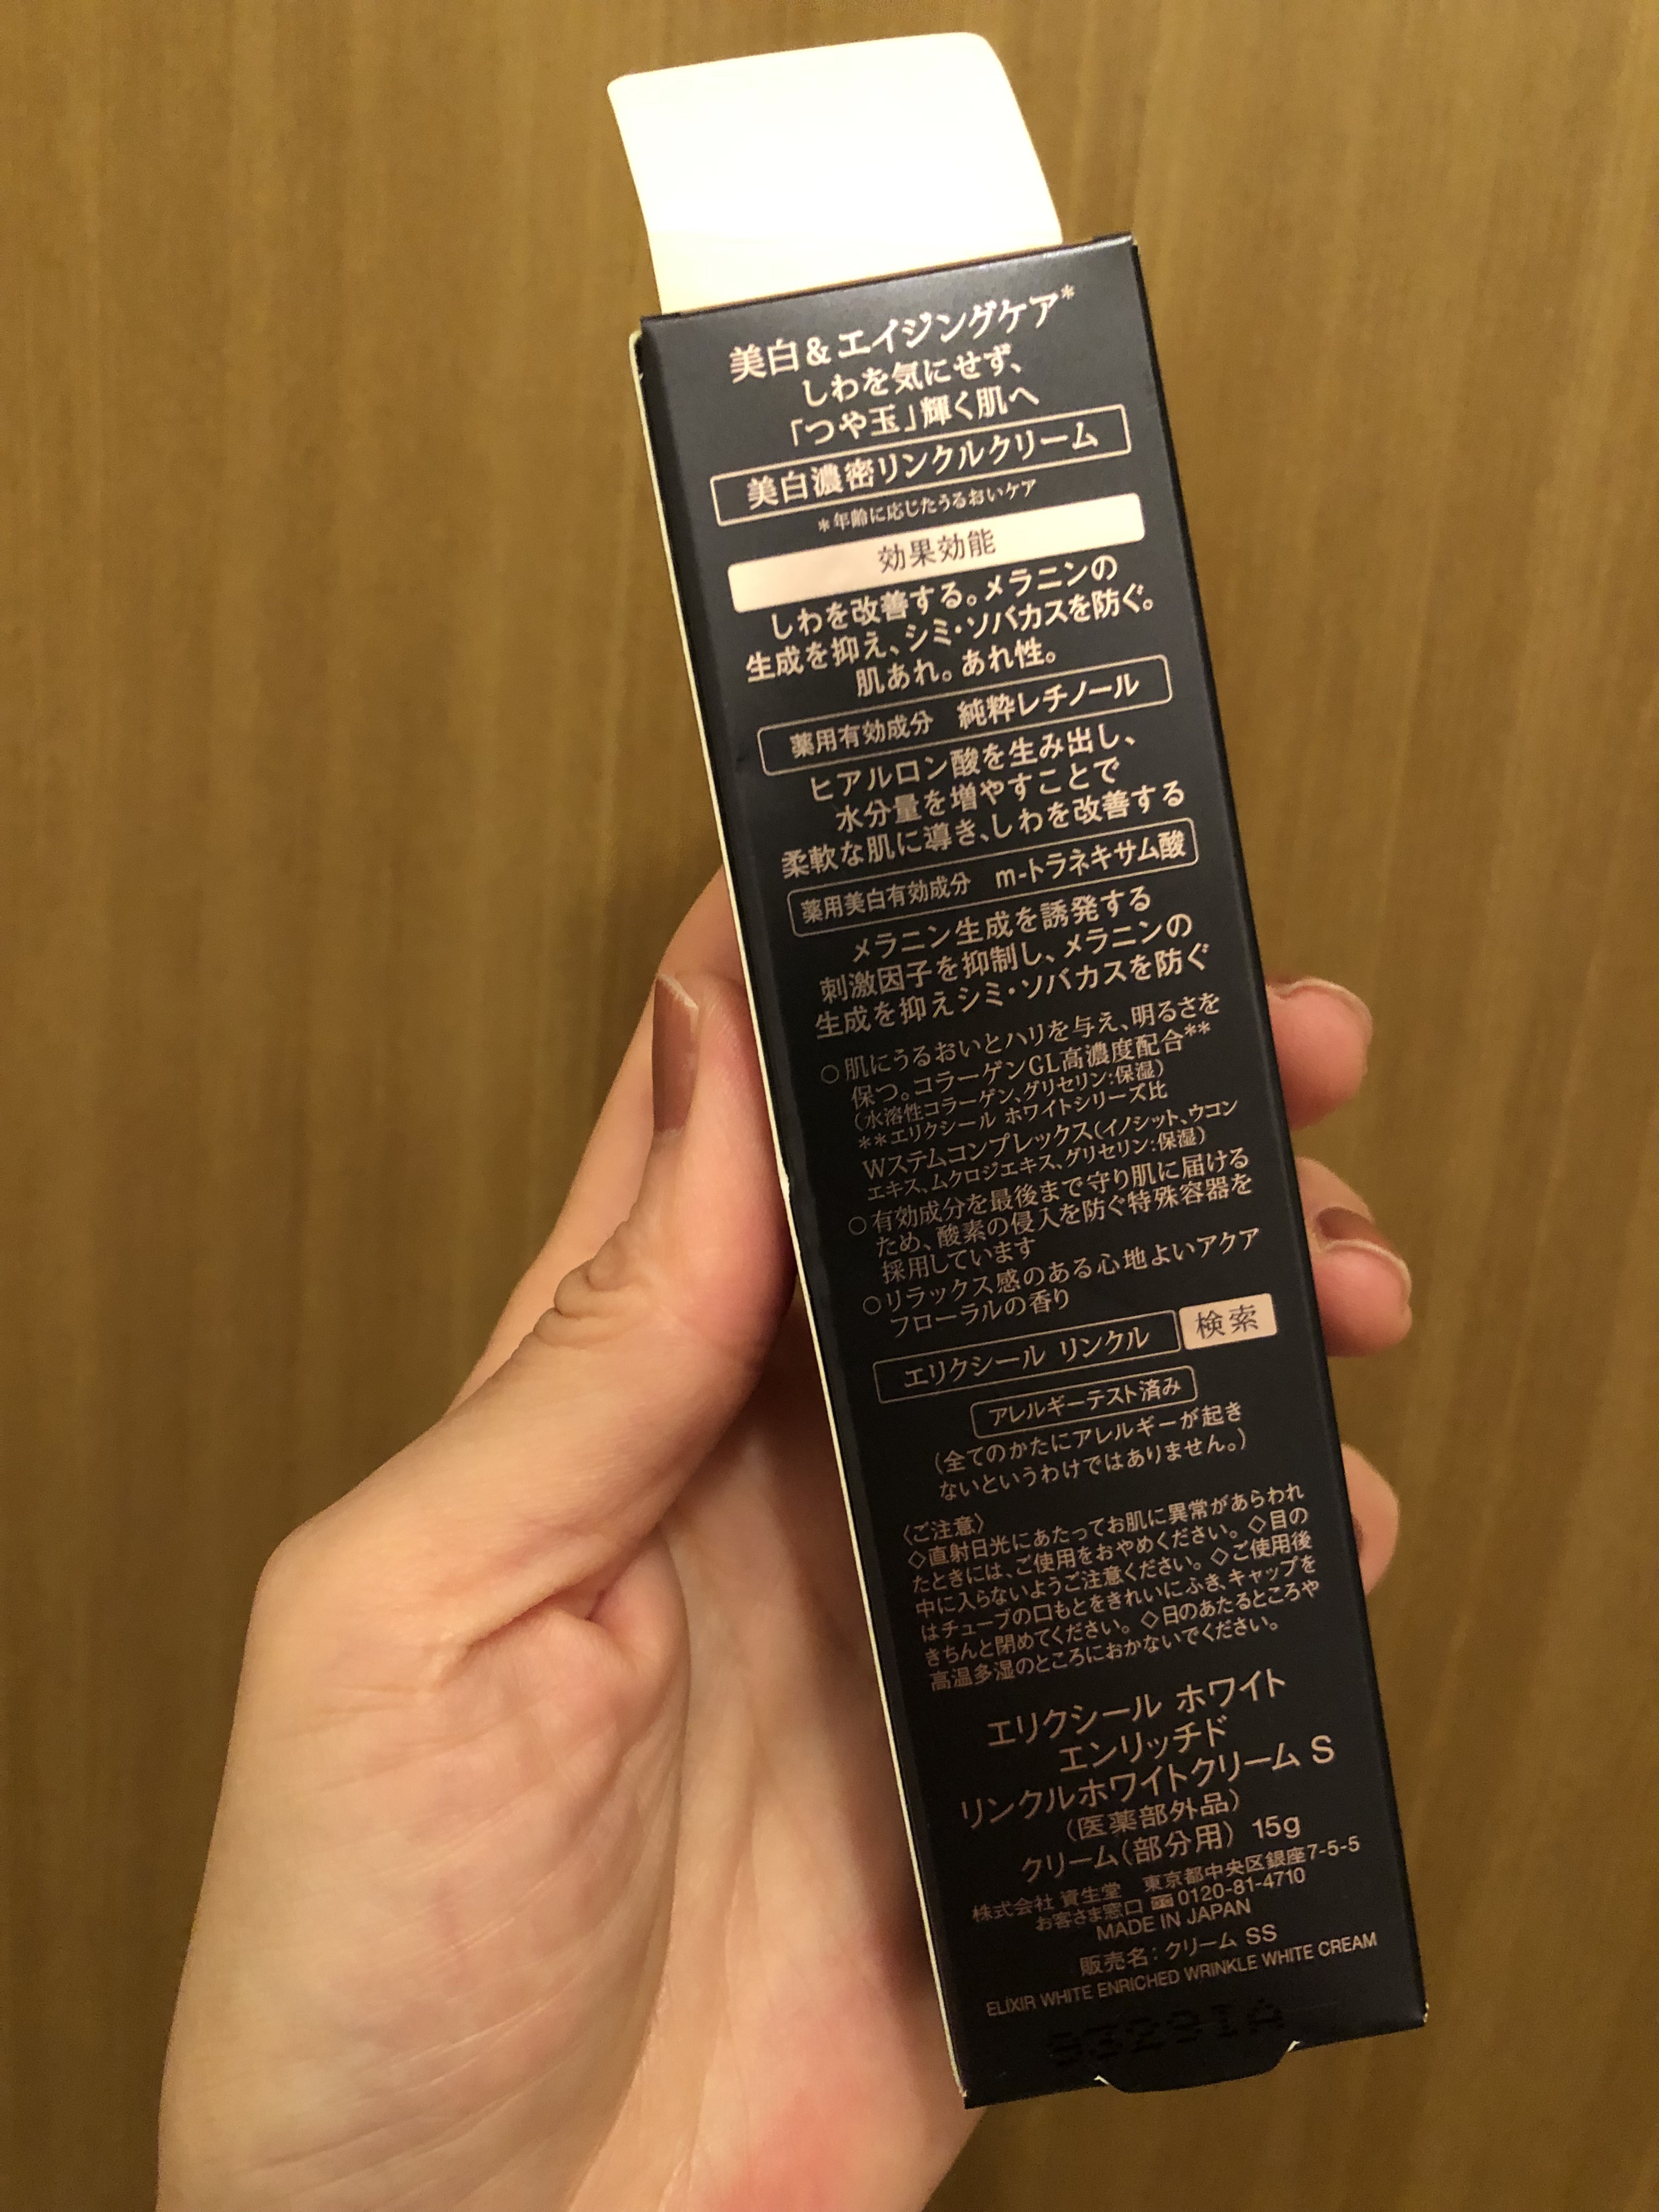 美白&エイジングケア*
しわを気にせず、
「つや玉」輝く肌へ
美白濃密リンクルクリーム
*年齢に応じたうるおいケア
効果効能
しわを改善する。メラニンの
生成を抑え、シミ・ソバカスを防ぐ。
肌あれ。あれ性。
薬用有効成分 純粋レチノール
ヒアルロン酸を生み出し、
水分量を増やすことで
柔軟な肌に導き、しわを改善する
薬用美白有効成分 m-トラネキサム酸
メラニン生成を誘発する
刺激因子を抑制し、メラニンの
生成を抑えシミ・ソバカスを防ぐ
○肌にうるおいとハリを与え、明るさを
保つ。コラーゲンGL高濃度配合**
(水溶性コラーゲン、グリセリン:保湿)
**エリクシール ホワイトシリーズ比
Wステムコンプレックス(イノシット、ウコン
エキス、ムクロジエキス、グリセリン:保湿)
○有効成分を最後まで守り肌に届ける
ため、酸素の侵入を防ぐ特殊容器を
採用しています
○リラックス感のある心地よいアクア
フローラルの香り
エリクシール リンクル 検索
アレルギーテスト済み
(全てのかたにアレルギーが起き
ないというわけではありません。)
〈ご注意〉
◇直射日光にあたってお肌に異常があらわれ
たときには、ご使用をおやめください。◇目の
中に入らないようご注意ください。◇ご使用後
はチューブの口もとをきれいにふき、キャップを
きちんと閉めてください。◇日のあたるところや
高温多湿のところにおかないでください。
エリクシール ホワイト
エンリッチド
リンクルホワイトクリーム S
(医薬部外品)
クリーム(部分用) 15g
株式会社 資生堂 東京都中央区銀座7-5-5
お客さま窓口 0120-81-4710
MADE IN JAPAN
販売名:クリーム SS
ELIXIR WHITE ENRICHED WRINKLE WHITE CREAM